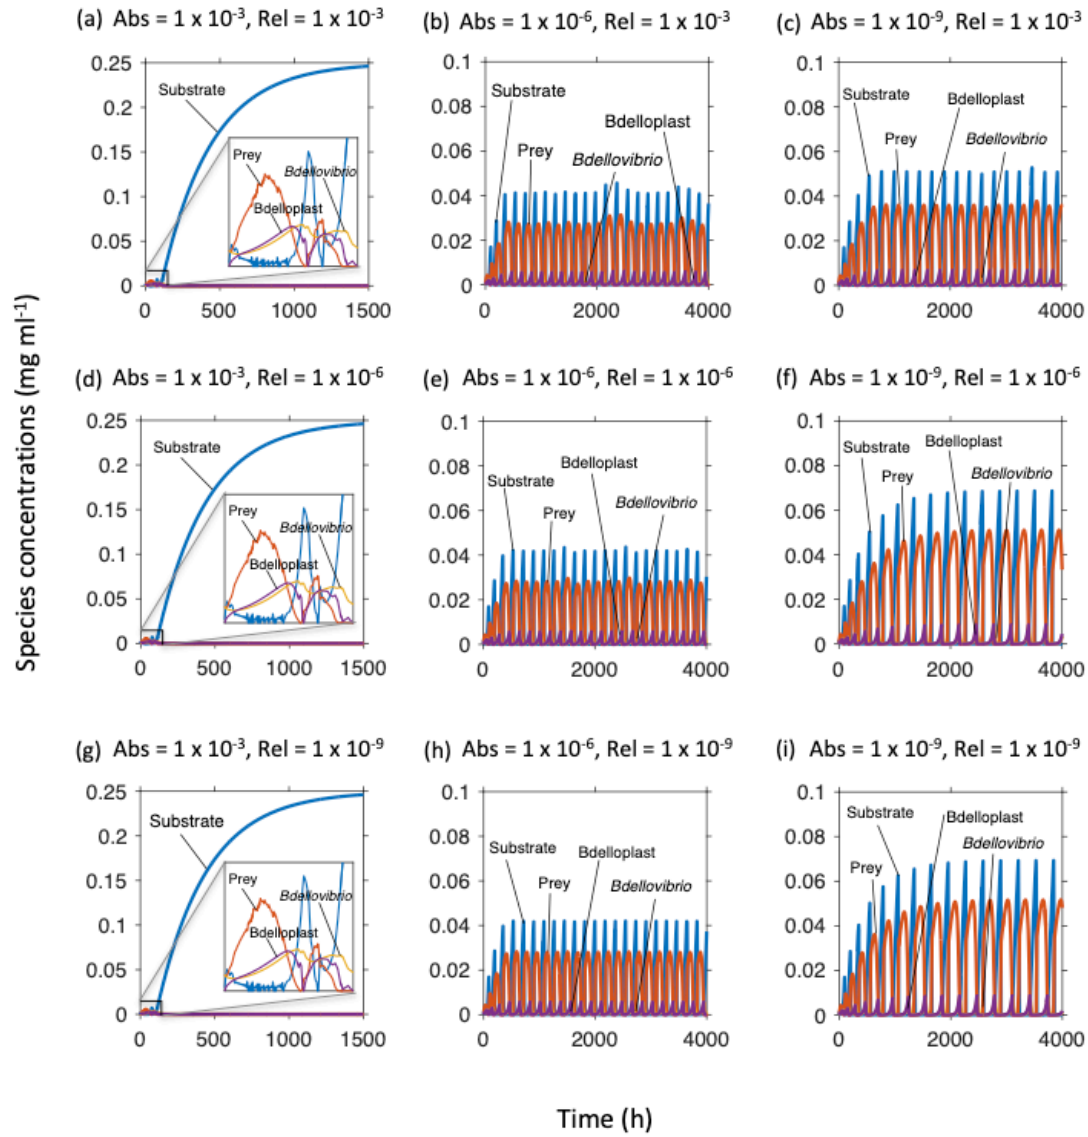 (a) Abs = 1 x 10⁻³, Rel = 1 x 10⁻³
(b) Abs = 1 x 10⁻⁶, Rel = 1 x 10⁻³
(c) Abs = 1 x 10⁻⁹, Rel = 1 x 10⁻³
0.25
0.2
0.15
0.1
0.05
0
0 500 1000 1500
Substrate
Prey
Bdellovibrio
Bdelloplast
0.1
0.08
0.06
0.04
0.02
0
0 2000 4000
Substrate
Prey
Bdellovibrio
Bdelloplast
0.1
0.08
0.06
0.04
0.02
0
0 2000 4000
Substrate
Bdelloplast
Prey
Bdellovibrio
(d) Abs = 1 x 10⁻³, Rel = 1 x 10⁻⁶
(e) Abs = 1 x 10⁻⁶, Rel = 1 x 10⁻⁶
(f) Abs = 1 x 10⁻⁹, Rel = 1 x 10⁻⁶
0.25
0.2
0.15
0.1
0.05
0
0 500 1000 1500
Substrate
Prey
Bdellovibrio
Bdelloplast
0.1
0.08
0.06
0.04
0.02
0
0 2000 4000
Bdelloplast
Substrate
Prey
Bdellovibrio
0.1
0.08
0.06
0.04
0.02
0
0 2000 4000
Substrate
Bdelloplast
Prey
Bdellovibrio
(g) Abs = 1 x 10⁻³, Rel = 1 x 10⁻⁹
(h) Abs = 1 x 10⁻⁶, Rel = 1 x 10⁻⁹
(i) Abs = 1 x 10⁻⁹, Rel = 1 x 10⁻⁹
0.25
0.2
0.15
0.1
0.05
0
0 500 1000 1500
Substrate
Prey
Bdellovibrio
Bdelloplast
0.1
0.08
0.06
0.04
0.02
0
0 2000 4000
Substrate
Bdelloplast
Prey
Bdellovibrio
0.1
0.08
0.06
0.04
0.02
0
0 2000 4000
Substrate
Bdelloplast
Bdellovibrio
Prey
Species concentrations (mg ml⁻¹)
Time (h)